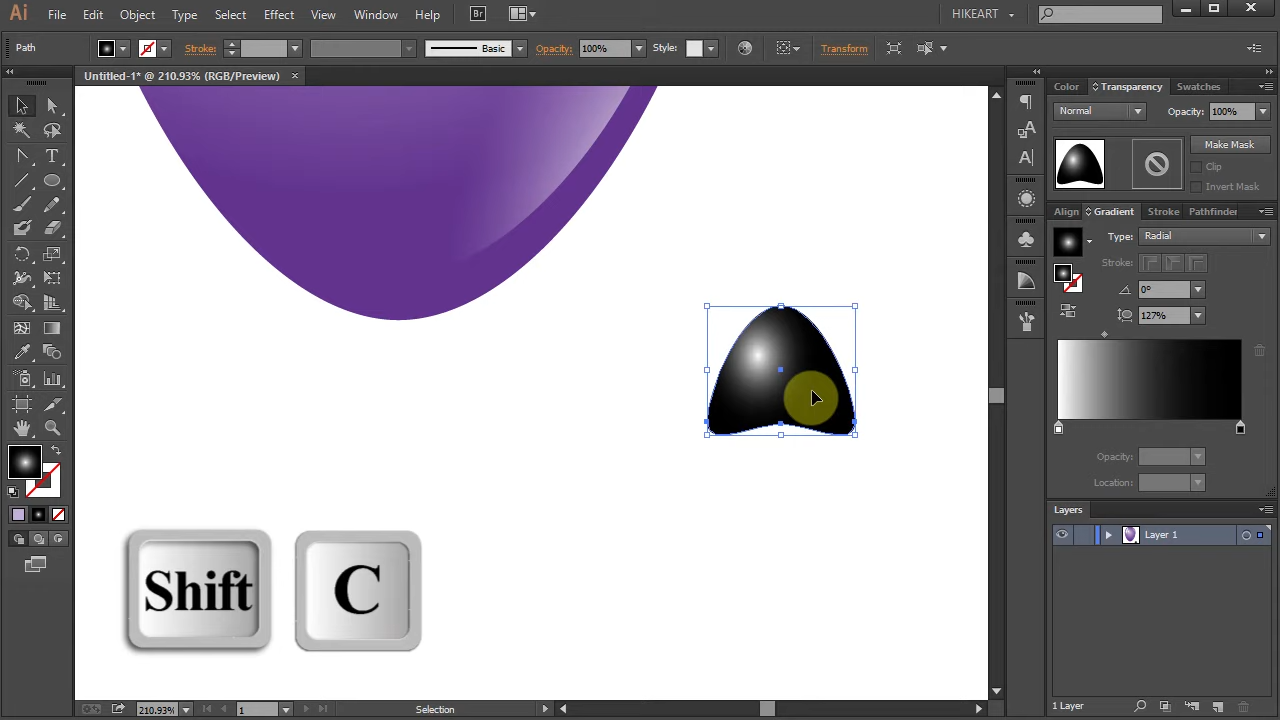 Ai File Edit Object Type Select Effect View Window Help Br HIKEART
Path Stroke: Basic Opacity: 100% Style: Transform
Untitled-1* @ 210.93% (RGB/Preview) ×
Color Transparency Swatches
Normal Opacity: 100%
Make Mask
Clip
Invert Mask
Align Gradient Stroke Pathfinder
Type: Radial
Stroke:
0°
127%
Opacity:
Location:
Layers
Layer 1
Shift C
1 Layer
210.93% 1 Selection